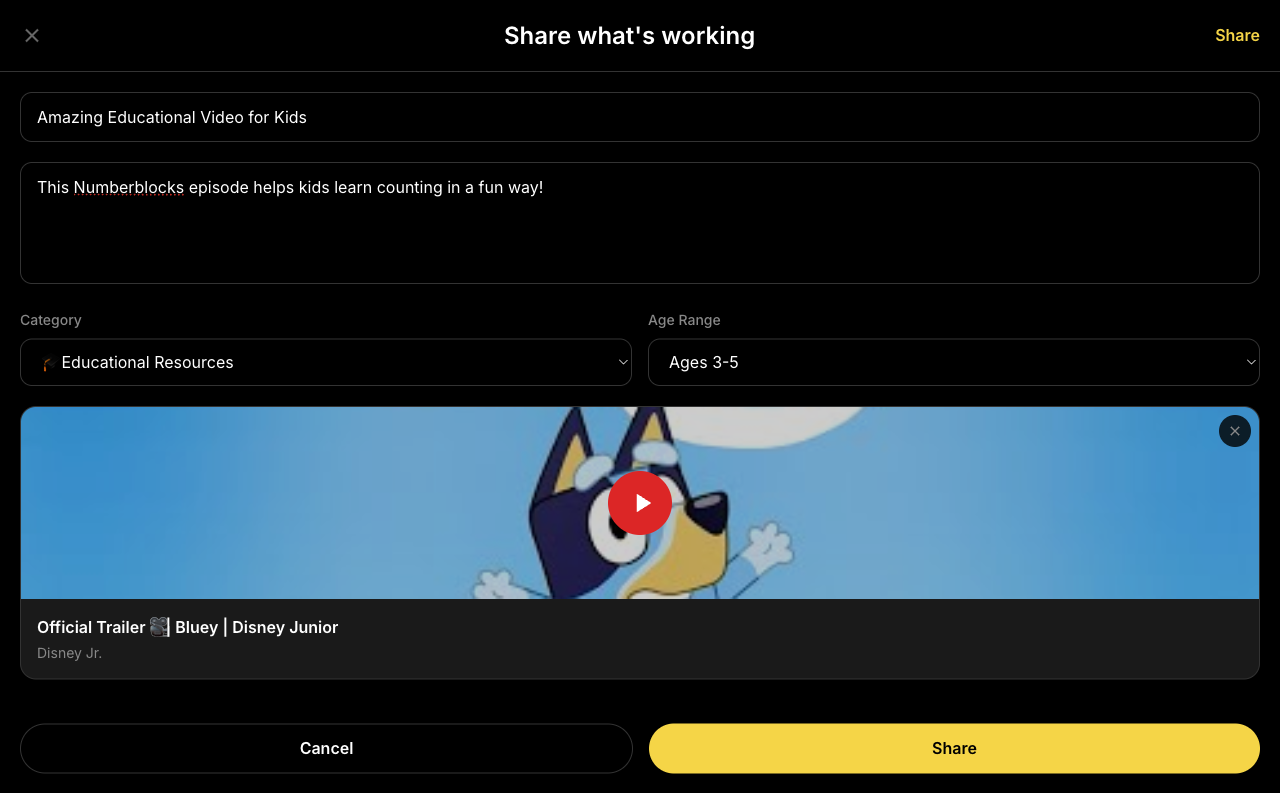 Share what's working
Share
Amazing Educational Video for Kids
This Numberblocks episode helps kids learn counting in a fun way!
Category
Age Range
Educational Resources
Ages 3-5
Official Trailer 🎥 Bluey | Disney Junior
Disney Jr.
Cancel
Share